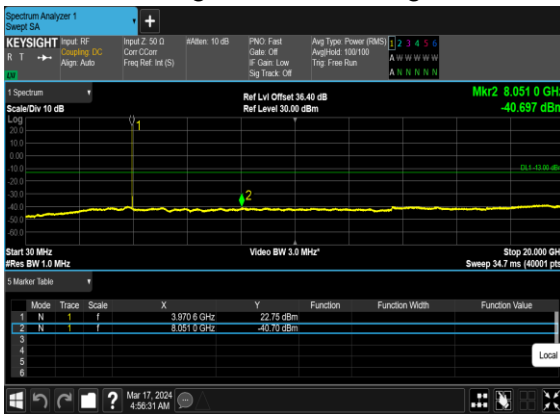 Spectrum Analyzer 1
Swept SA
+
KEYSIGHT Input: RF Input Z: 50 Ω #Atten: 10 dB PNO: Fast Avg Type: Power (RMS) 1 2 3 4 5 6
R T Coupling: DC Corr CCorr Gate: Off Avg|Hold: 100/100 A W W W W W
Align: Auto Freq Ref: Int (S) IF Gain: Low Trig: Free Run
Sig Track: Off A N N N N N
LV
1 Spectrum Ref Lvl Offset 36.40 dB Mkr2 8.051 0 GHz
Scale/Div 10 dB Ref Level 30.00 dBm -40.697 dBm
Log
20.0
10.0
0.00
-10.0
-20.0
-30.0
-40.0
-50.0
-60.0
1
DL1 -13.00 dBm
2
Start 30 MHz Video BW 3.0 MHz* Stop 20.000 GHz
#Res BW 1.0 MHz Sweep 34.7 ms (40001 pts)
5 Marker Table
Mode Trace Scale X Y Function Function Width Function Value
1 N 1 f 3.970 6 GHz 22.75 dBm
2 N 1 f 8.051 0 GHz -40.70 dBm
3
4
5
6
Local
? Mar 17, 2024
4:56:31 AM